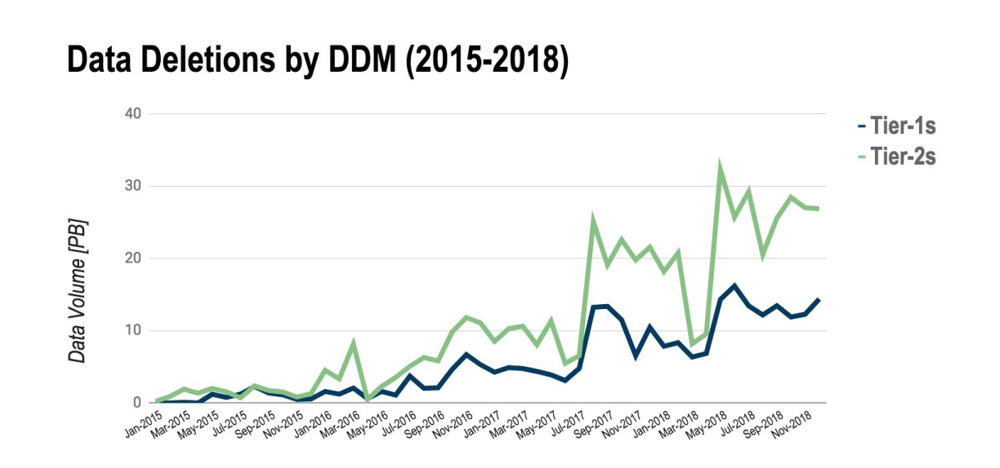 Data Deletions by DDM (2015-2018)
40
30
20
10
0
Data Volume [PB]
Tier-1s
Tier-2s
Jan-2015
Mar-2015
May-2015
Jul-2015
Sep-2015
Nov-2015
Jan-2016
Mar-2016
May-2016
Jul-2016
Sep-2016
Nov-2016
Jan-2017
Mar-2017
May-2017
Jul-2017
Sep-2017
Nov-2017
Jan-2018
Mar-2018
May-2018
Jul-2018
Sep-2018
Nov-2018